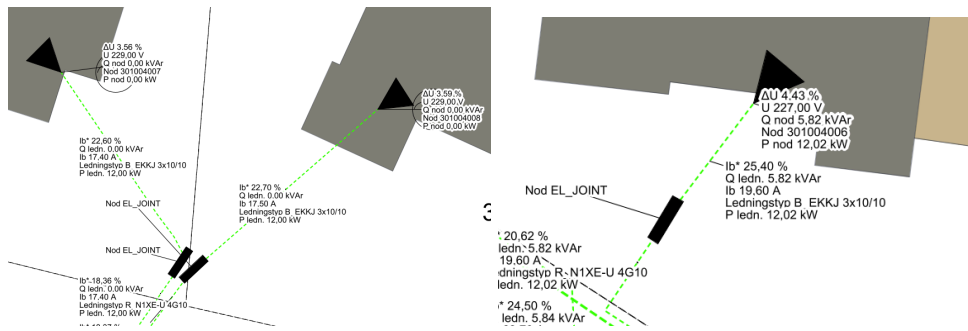 ΔU 3.56 %
U 229,00 V
Q nod 0,00 kVAr
Nod 301004007
P nod 0,00 kW
ΔU 3.59.%
U 229,00 V
Q nod 0,00 kVAr
Nod 301004008
P nod 0,00 kW
Ib* 22,60 %
Q ledn. 0.00 kVAr
Ib 17.40 A
Ledningstyp B EKKJ 3x10/10
P ledn. 12,00 kW
Ib* 22,70 %
Q ledn. 0.00 kVAr
Ib 17.50 A
Ledningstyp B EKKJ 3x10/10
P ledn. 12,00 kW
Nod EL_JOINT
Nod EL_JOINT
Ib*-18,36 %
Q ledn. 0.00 kVAr
Ib 17.40 A
Ledningstyp R N1XE-U 4G10
P ledn. 12,00 kW
ΔU 4,43.%
U 227,00 V
Q nod 5,82 kVAr
Nod 301004006
P nod 12,02 kW
Ib* 25,40 %
Q ledn. 5.82 kVAr
Ib 19.60 A
Ledningstyp B EKKJ 3x10/10
P ledn. 12,02 kW
Nod EL_JOINT
* 20,62 %
ledn. 5.82 kVAr
19.60 A
edningstyp R N1XE-U 4G10
ledn. 12,02 kW
b* 24,50 %
ledn. 5,84 kVAr